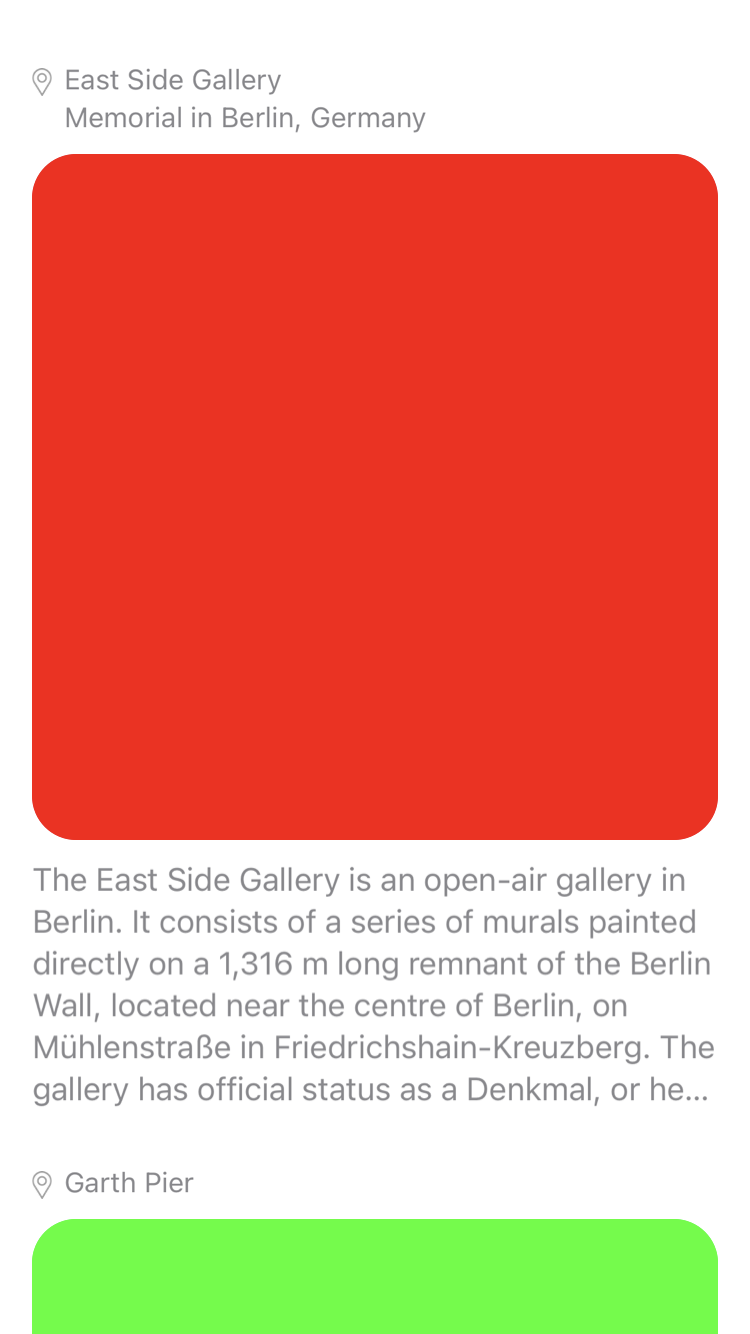 East Side Gallery
Memorial in Berlin, Germany
The East Side Gallery is an open-air gallery in
Berlin. It consists of a series of murals painted
directly on a 1,316 m long remnant of the Berlin
Wall, located near the centre of Berlin, on
Mühlenstraße in Friedrichshain-Kreuzberg. The
gallery has official status as a Denkmal, or he...
Garth Pier